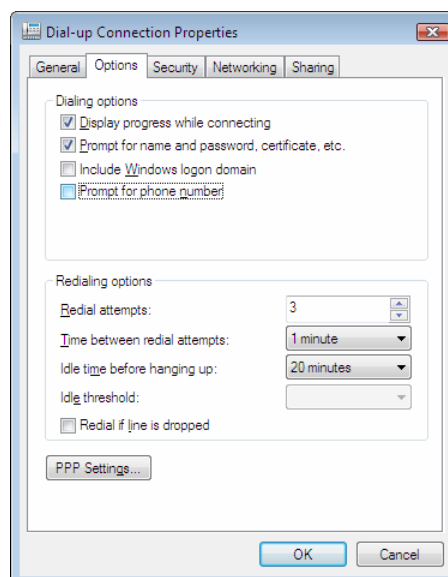 Dial-up Connection Properties
General Options Security Networking Sharing
Dialing options
Display progress while connecting
Prompt for name and password, certificate, etc.
Include Windows logon domain
Prompt for phone number
Redialing options
Redial attempts: 3
Time between redial attempts: 1 minute
Idle time before hanging up: 20 minutes
Idle threshold:
Redial if line is dropped
PPP Settings...
OK Cancel